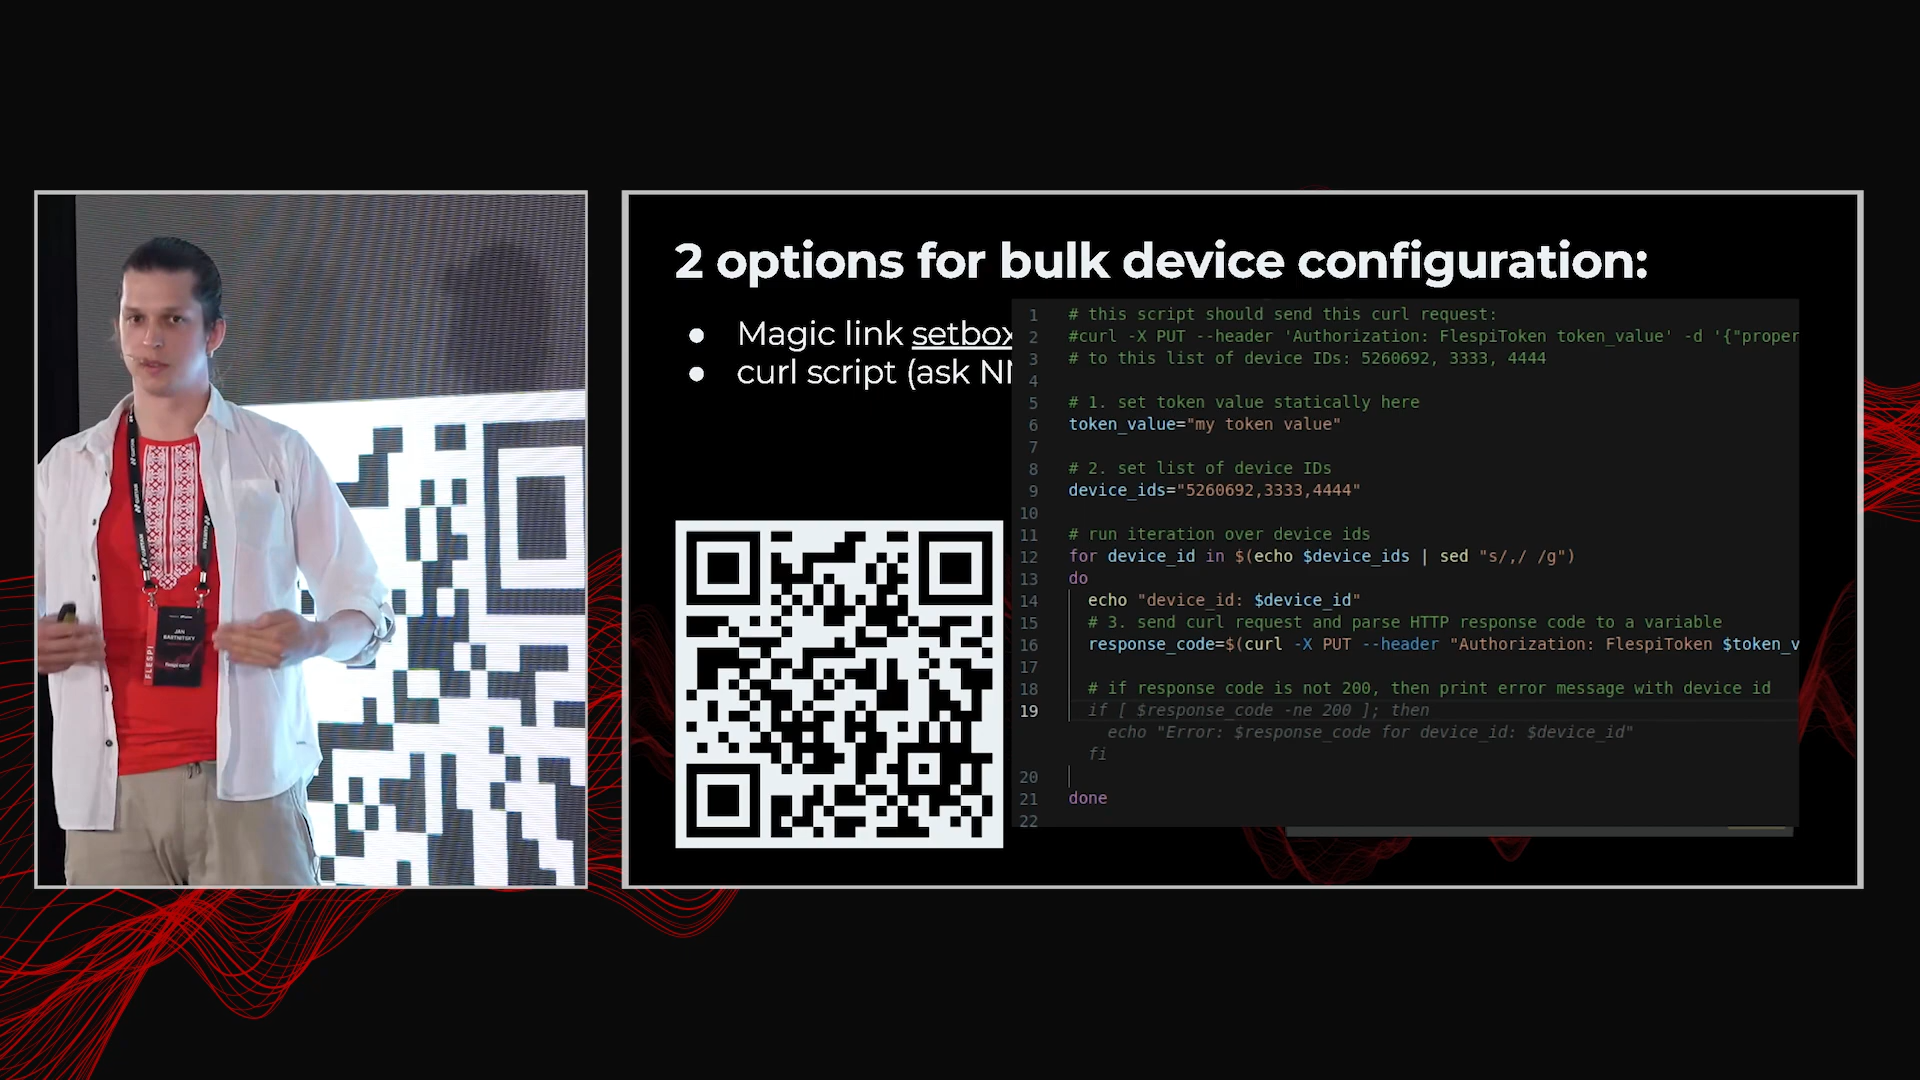 2 options for bulk device configuration:
● Magic link setbox
● curl script (ask NN
1 # this script should send this curl request:
2 #curl -X PUT --header 'Authorization: FlespiToken token_value' -d '{"proper
3 # to this list of device IDs: 5260692, 3333, 4444
4
5 # 1. set token value statically here
6 token_value="my token value"
7
8 # 2. set list of device IDs
9 device_ids="5260692,3333,4444"
10
11 # run iteration over device ids
12 for device_id in $(echo $device_ids | sed "s/,/ /g")
13 do
14 echo "device_id: $device_id"
15 # 3. send curl request and parse HTTP response code to a variable
16 response_code=$(curl -X PUT --header "Authorization: FlespiToken $token_v
17
18 # if response code is not 200, then print error message with device id
19 if [ $response_code -ne 200 ]; then
echo "Error: $response_code for device_id: $device_id"
fi
20
21 done
22
JAN
BARTNITSKY
FLESPI